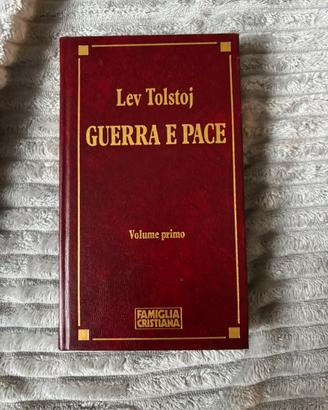 Lev Tolstoj
GUERRA E PACE
Volume primo
FAMIGLIA
CRISTIANA